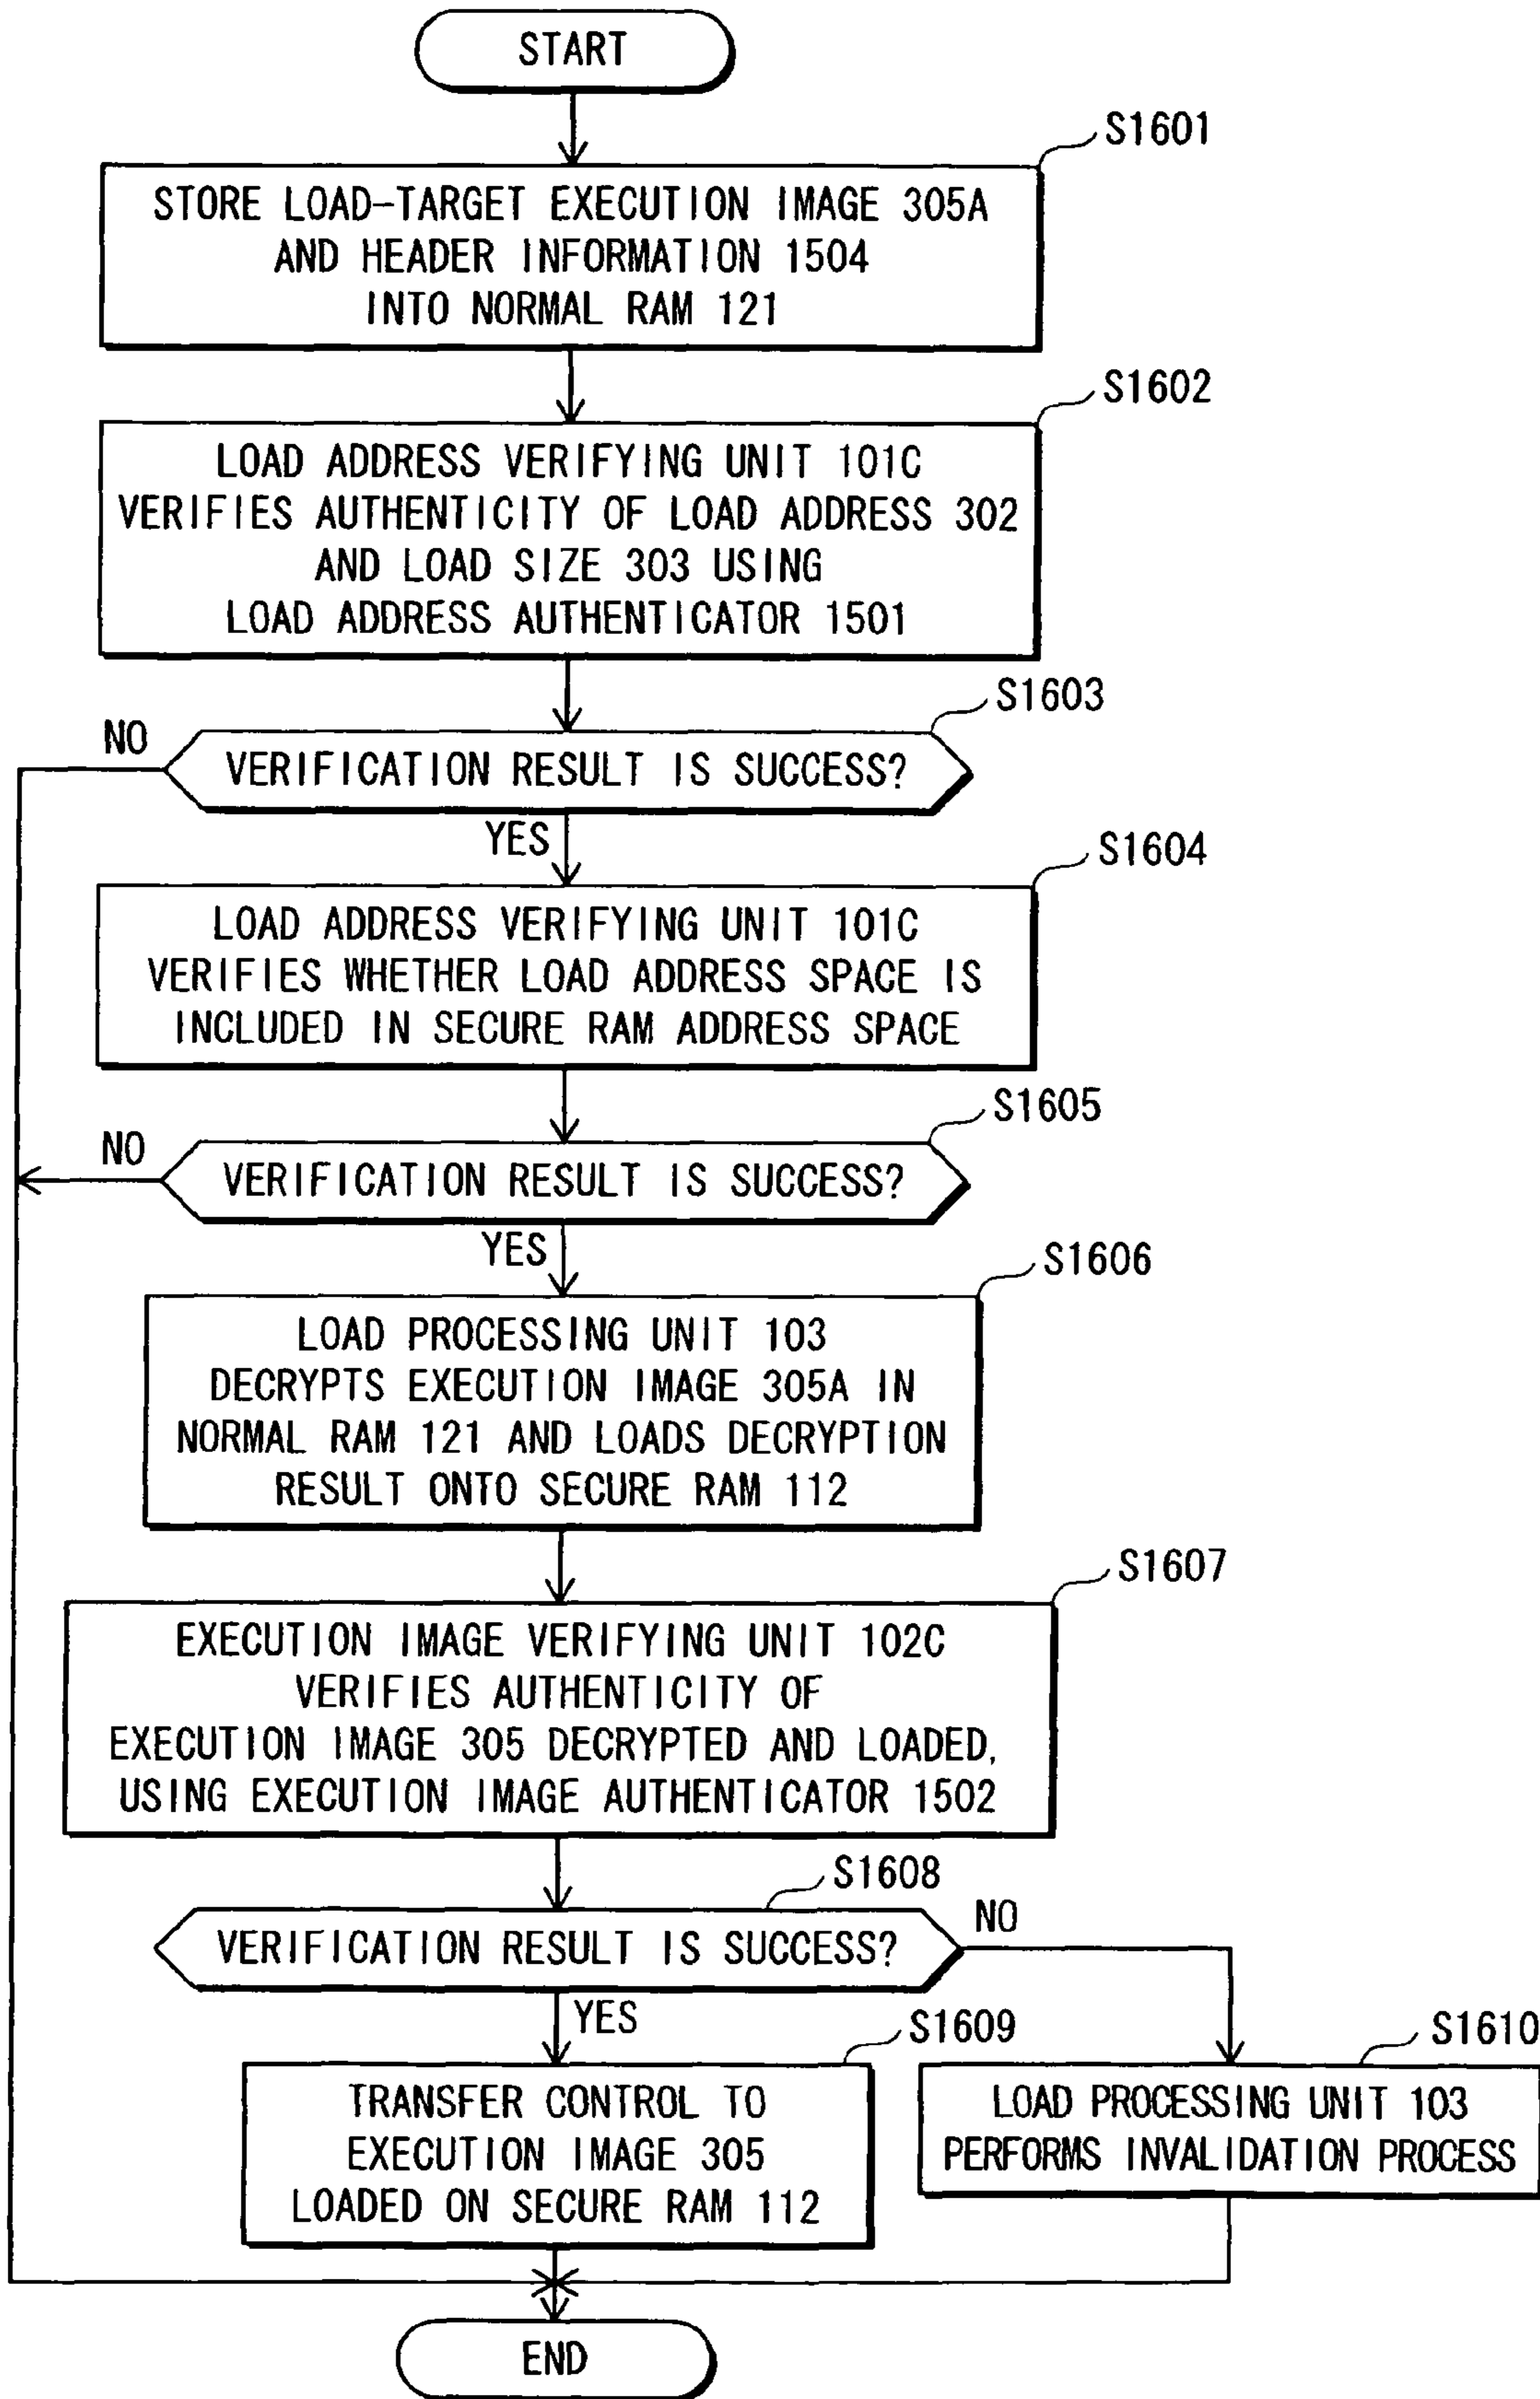 START
S1601
STORE LOAD-TARGET EXECUTION IMAGE 305A
AND HEADER INFORMATION 1504
INTO NORMAL RAM 121
S1602
LOAD ADDRESS VERIFYING UNIT 101C
VERIFIES AUTHENTICITY OF LOAD ADDRESS 302
AND LOAD SIZE 303 USING
LOAD ADDRESS AUTHENTICATOR 1501
S1603
NO
VERIFICATION RESULT IS SUCCESS?
YES
S1604
LOAD ADDRESS VERIFYING UNIT 101C
VERIFIES WHETHER LOAD ADDRESS SPACE IS
INCLUDED IN SECURE RAM ADDRESS SPACE
S1605
NO
VERIFICATION RESULT IS SUCCESS?
YES
S1606
LOAD PROCESSING UNIT 103
DECRYPTS EXECUTION IMAGE 305A IN
NORMAL RAM 121 AND LOADS DECRYPTION
RESULT ONTO SECURE RAM 112
S1607
EXECUTION IMAGE VERIFYING UNIT 102C
VERIFIES AUTHENTICITY OF
EXECUTION IMAGE 305 DECRYPTED AND LOADED,
USING EXECUTION IMAGE AUTHENTICATOR 1502
S1608
NO
VERIFICATION RESULT IS SUCCESS?
YES
S1609
TRANSFER CONTROL TO
EXECUTION IMAGE 305
LOADED ON SECURE RAM 112
S1610
LOAD PROCESSING UNIT 103
PERFORMS INVALIDATION PROCESS
END